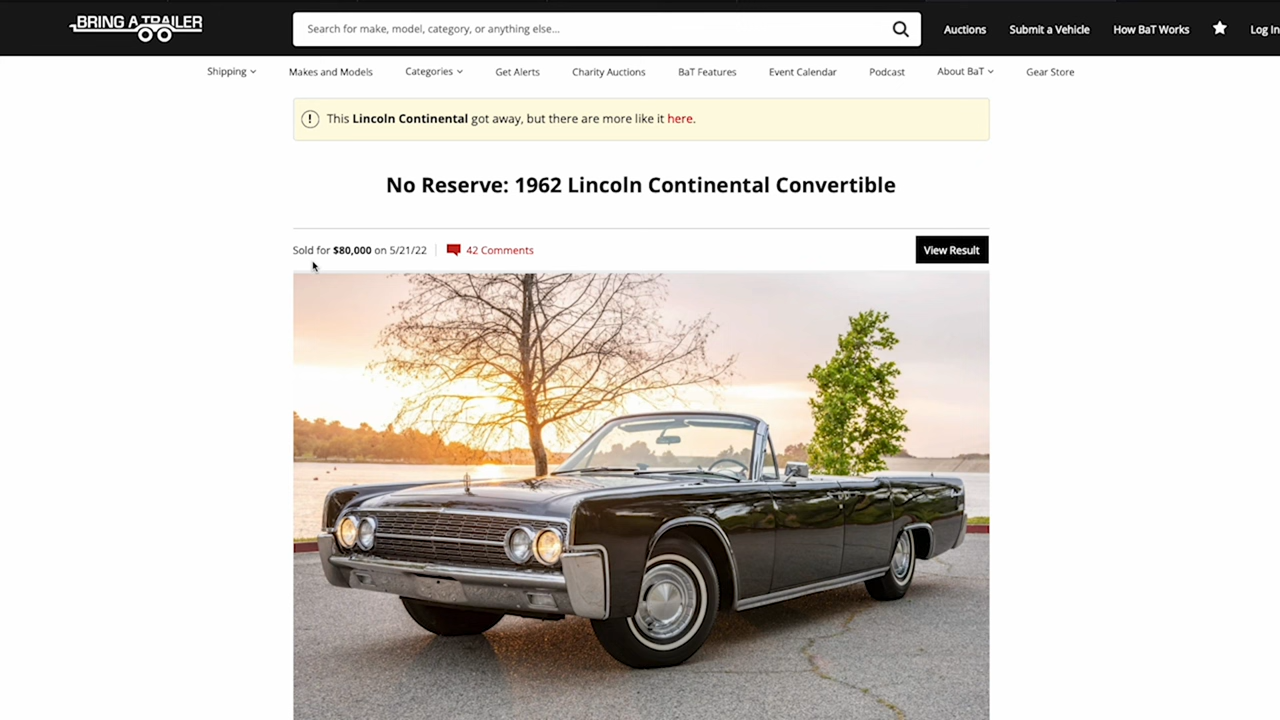 BRING A TRAILER
Search for make, model, category, or anything else...
Auctions
Submit a Vehicle
How BaT Works
Log In
Shipping
Makes and Models
Categories
Get Alerts
Charity Auctions
BaT Features
Event Calendar
Podcast
About BaT
Gear Store
! This Lincoln Continental got away, but there are more like it here.
No Reserve: 1962 Lincoln Continental Convertible
Sold for $80,000 on 5/21/22
42 Comments
View Result